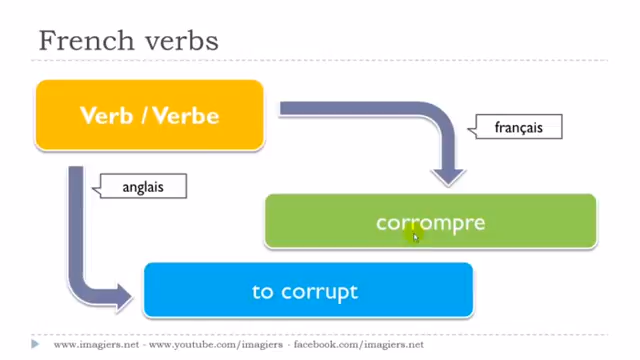 French verbs
Verb / Verbe
français
anglais
corrompre
to corrupt
www.imagiers.net - www.youtube.com/imagiers - facebook.com/imagiers.net